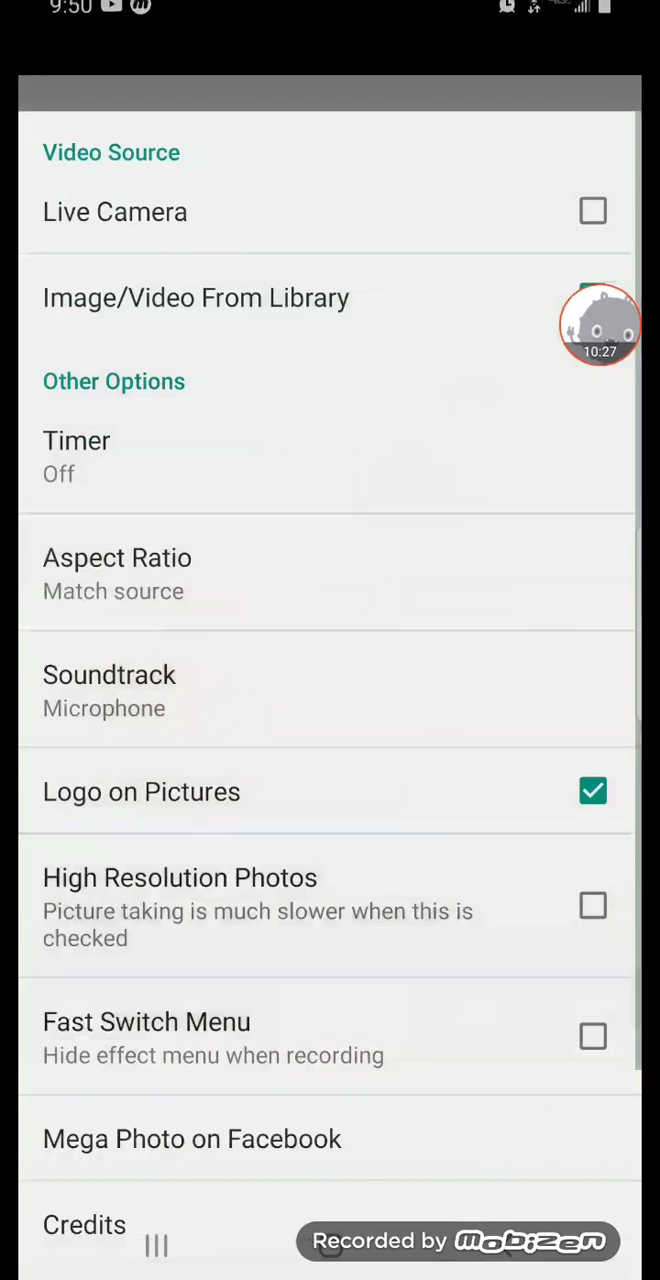 9:50
Video Source
Live Camera
Image/Video From Library
10:27
Other Options
Timer
Off
Aspect Ratio
Match source
Soundtrack
Microphone
Logo on Pictures
High Resolution Photos
Picture taking is much slower when this is
checked
Fast Switch Menu
Hide effect menu when recording
Mega Photo on Facebook
Credits
Recorded by mobizen